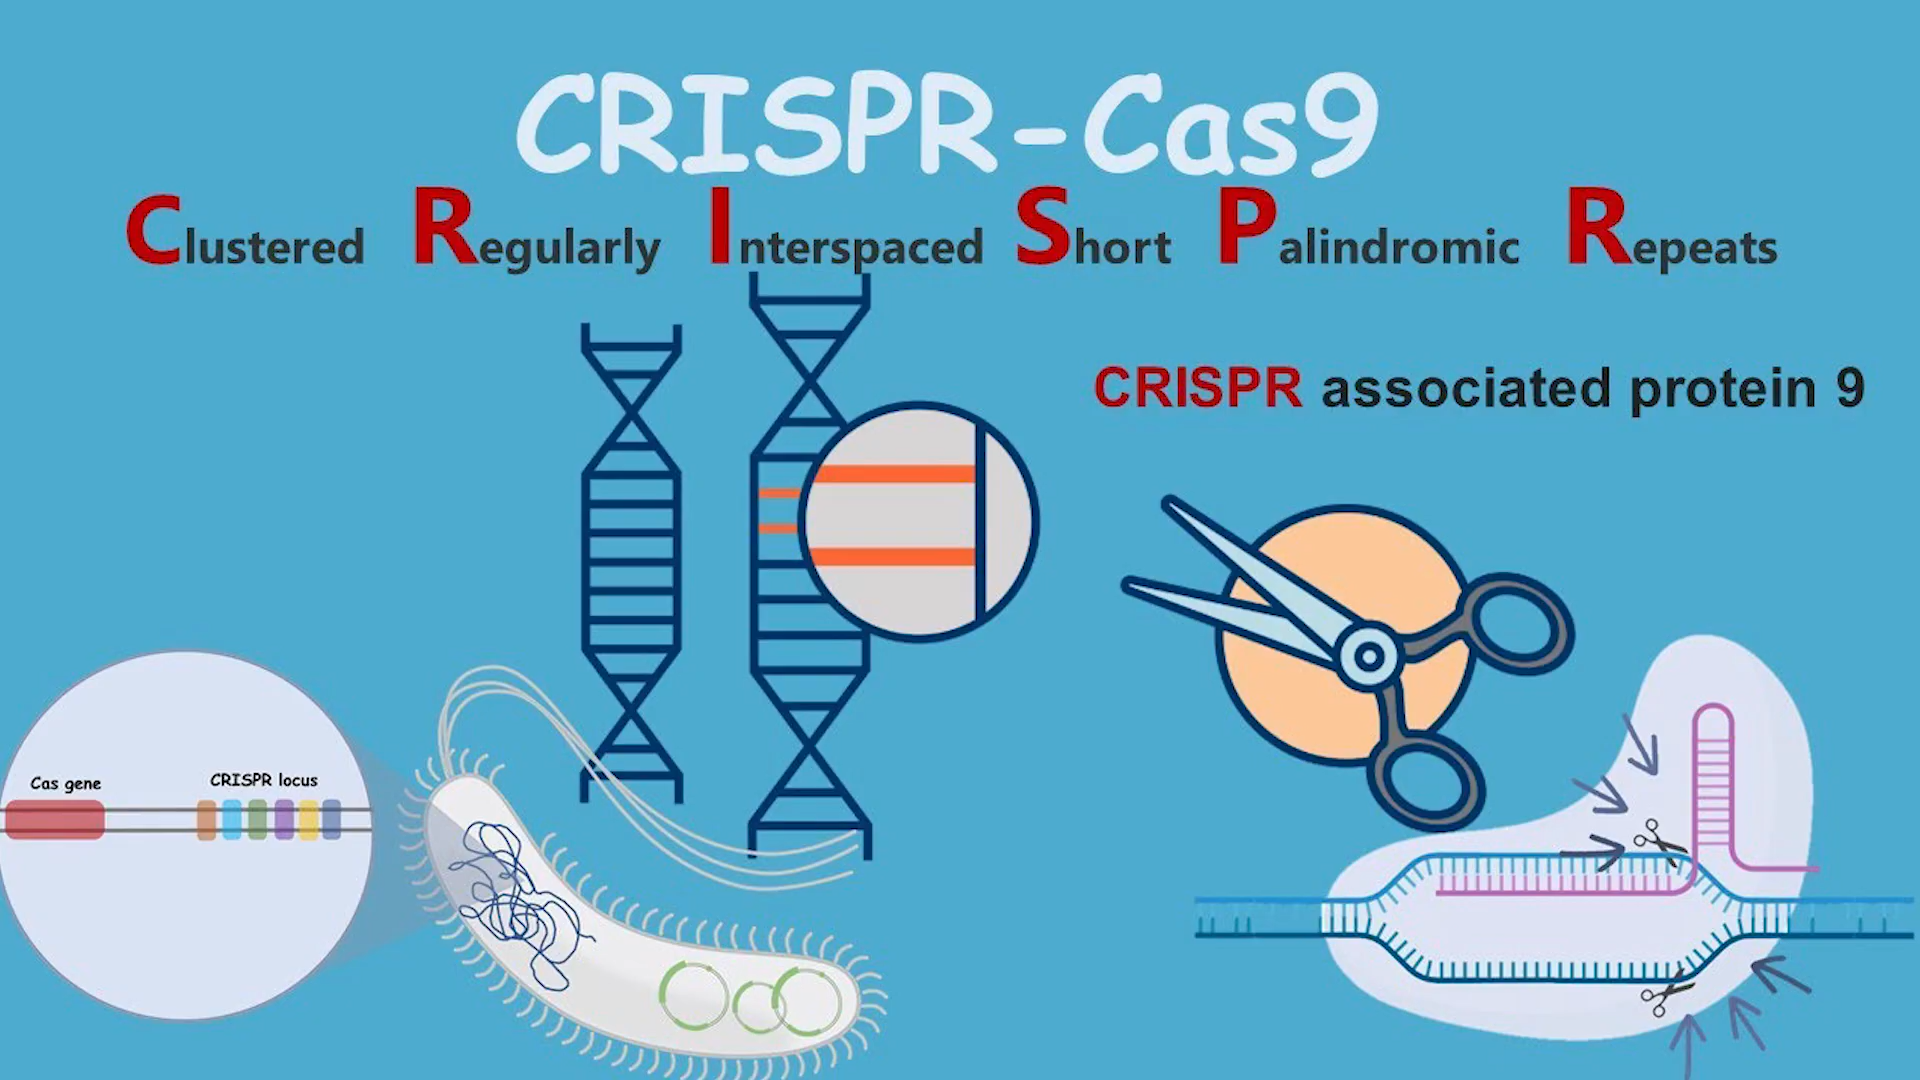 CRISPR-Cas9
Clustered Regularly Interspaced Short Palindromic Repeats
CRISPR associated protein 9
Cas gene
CRISPR locus